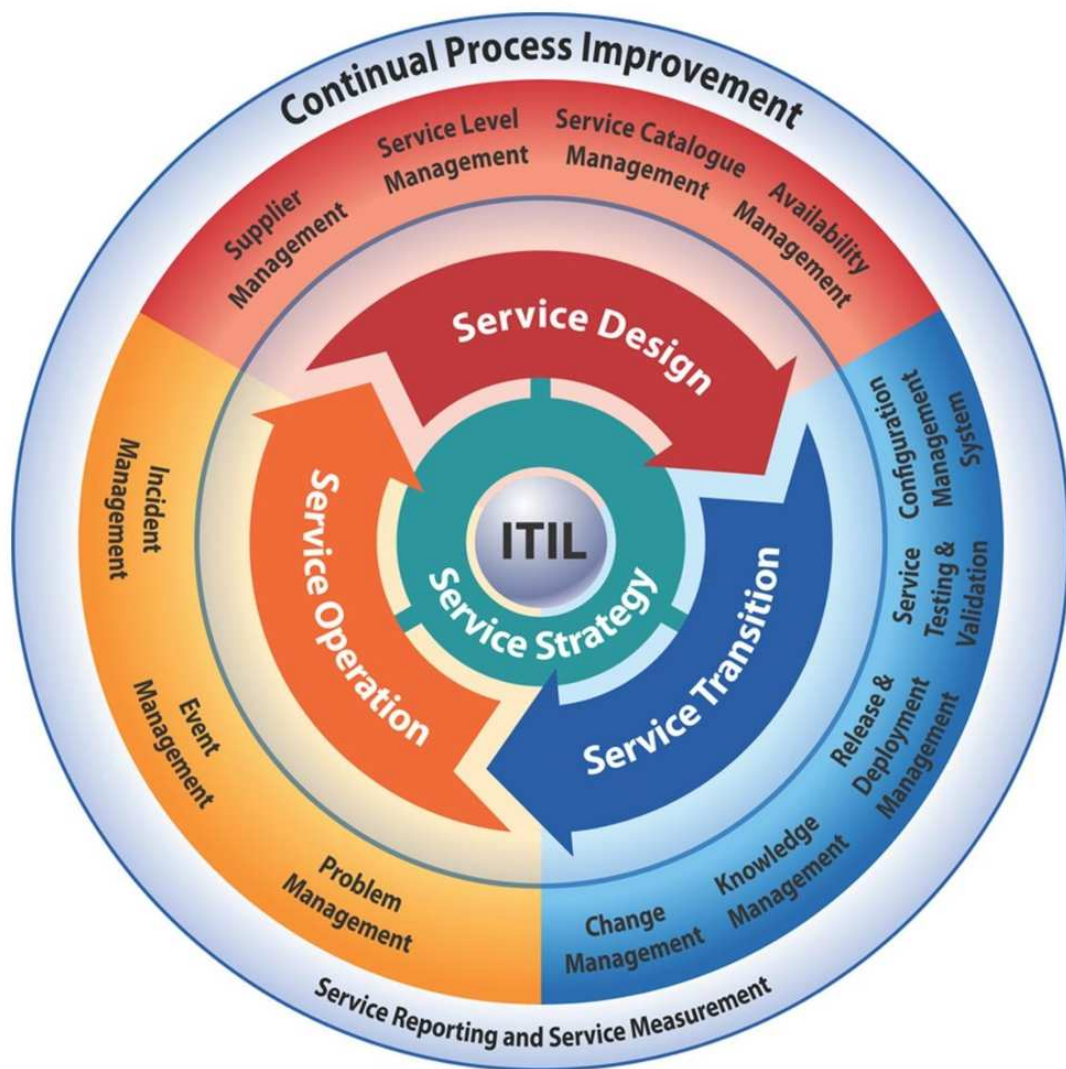 Continual Process Improvement
Supplier
Management
Service Level
Management
Service Catalogue
Management
Availability
Management
Service Design
Configuration
Management
System
Service
Testing &
Validation
Release &
Deployment
Management
Knowledge
Management
Change
Management
Service Transition
Incident
Management
Event
Management
Problem
Management
Service Operation
ITIL
Service Strategy
Service Reporting and Service Measurement